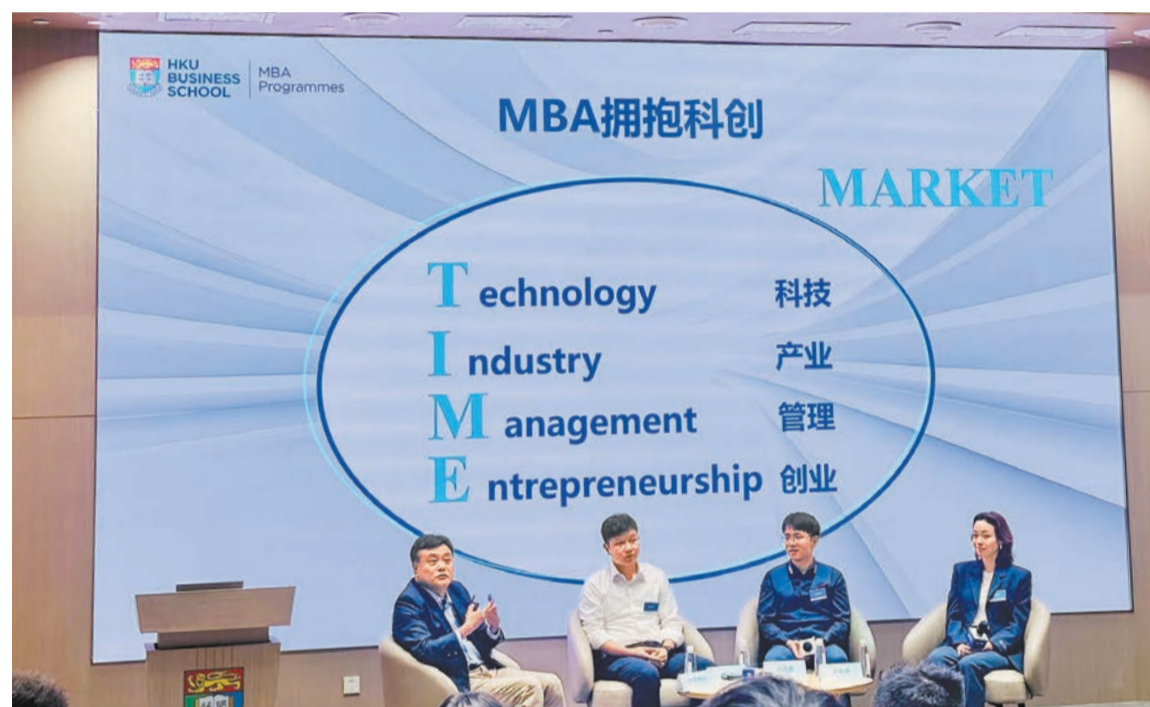 HKU
BUSINESS
SCHOOL
MBA
Programmes
MBA拥抱科创
MARKET
Technology 科技
Industry 产业
Management 管理
Entrepreneurship 创业